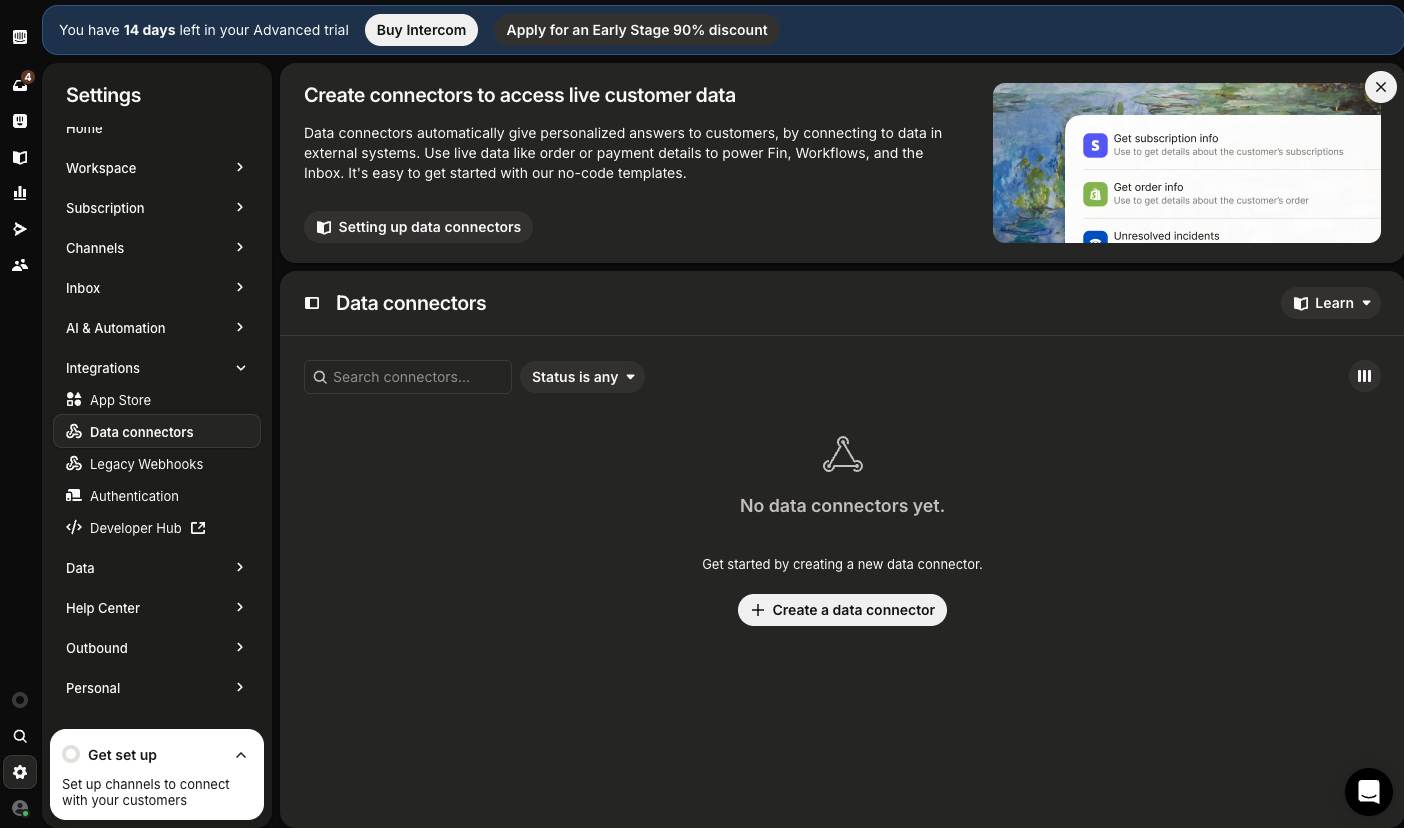 You have 14 days left in your Advanced trial
Buy Intercom
Apply for an Early Stage 90% discount
4
Settings
Home
Workspace
Subscription
Channels
Inbox
AI & Automation
Integrations
App Store
Data connectors
Legacy Webhooks
Authentication
Developer Hub
Data
Help Center
Outbound
Personal
Get set up
Set up channels to connect
with your customers
Create connectors to access live customer data
Data connectors automatically give personalized answers to customers, by connecting to data in
external systems. Use live data like order or payment details to power Fin, Workflows, and the
Inbox. It's easy to get started with our no-code templates.
Setting up data connectors
S
Get subscription info
Use to get details about the customer's subscriptions
Get order info
Use to get details about the customer's order
Unresolved incidents
Data connectors
Learn
Search connectors...
Status is any
No data connectors yet.
Get started by creating a new data connector.
Create a data connector